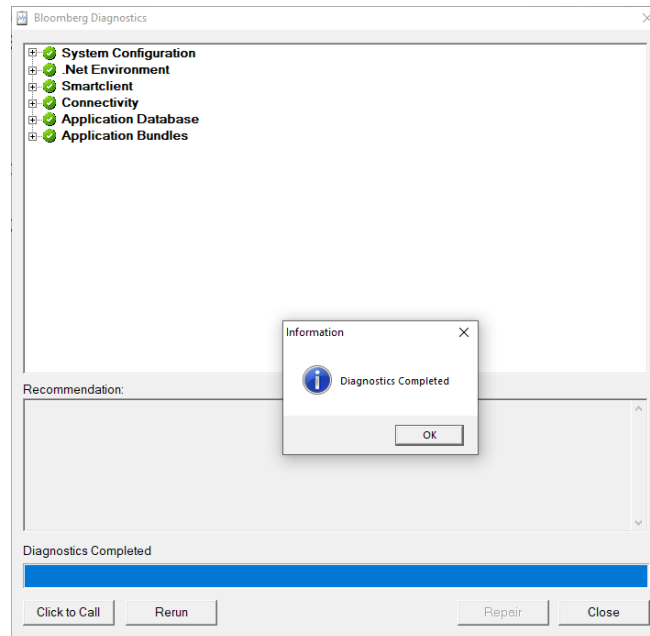 Bloomberg Diagnostics
System Configuration
.Net Environment
Smartclient
Connectivity
Application Database
Application Bundles
Information
Diagnostics Completed
OK
Recommendation:
Diagnostics Completed
Click to Call
Rerun
Repair
Close